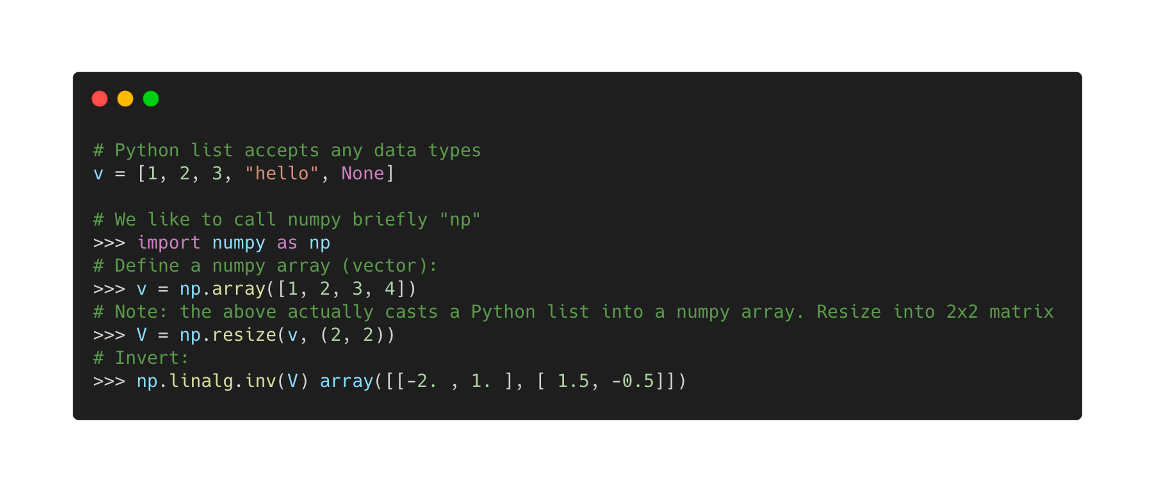 # Python list accepts any data types
v = [1, 2, 3, "hello", None]
# We like to call numpy briefly "np"
>>> import numpy as np
# Define a numpy array (vector):
>>> v = np.array([1, 2, 3, 4])
# Note: the above actually casts a Python list into a numpy array. Resize into 2x2 matrix
>>> V = np.resize(v, (2, 2))
# Invert:
>>> np.linalg.inv(V) array([[-2. , 1. ], [ 1.5, -0.5]])